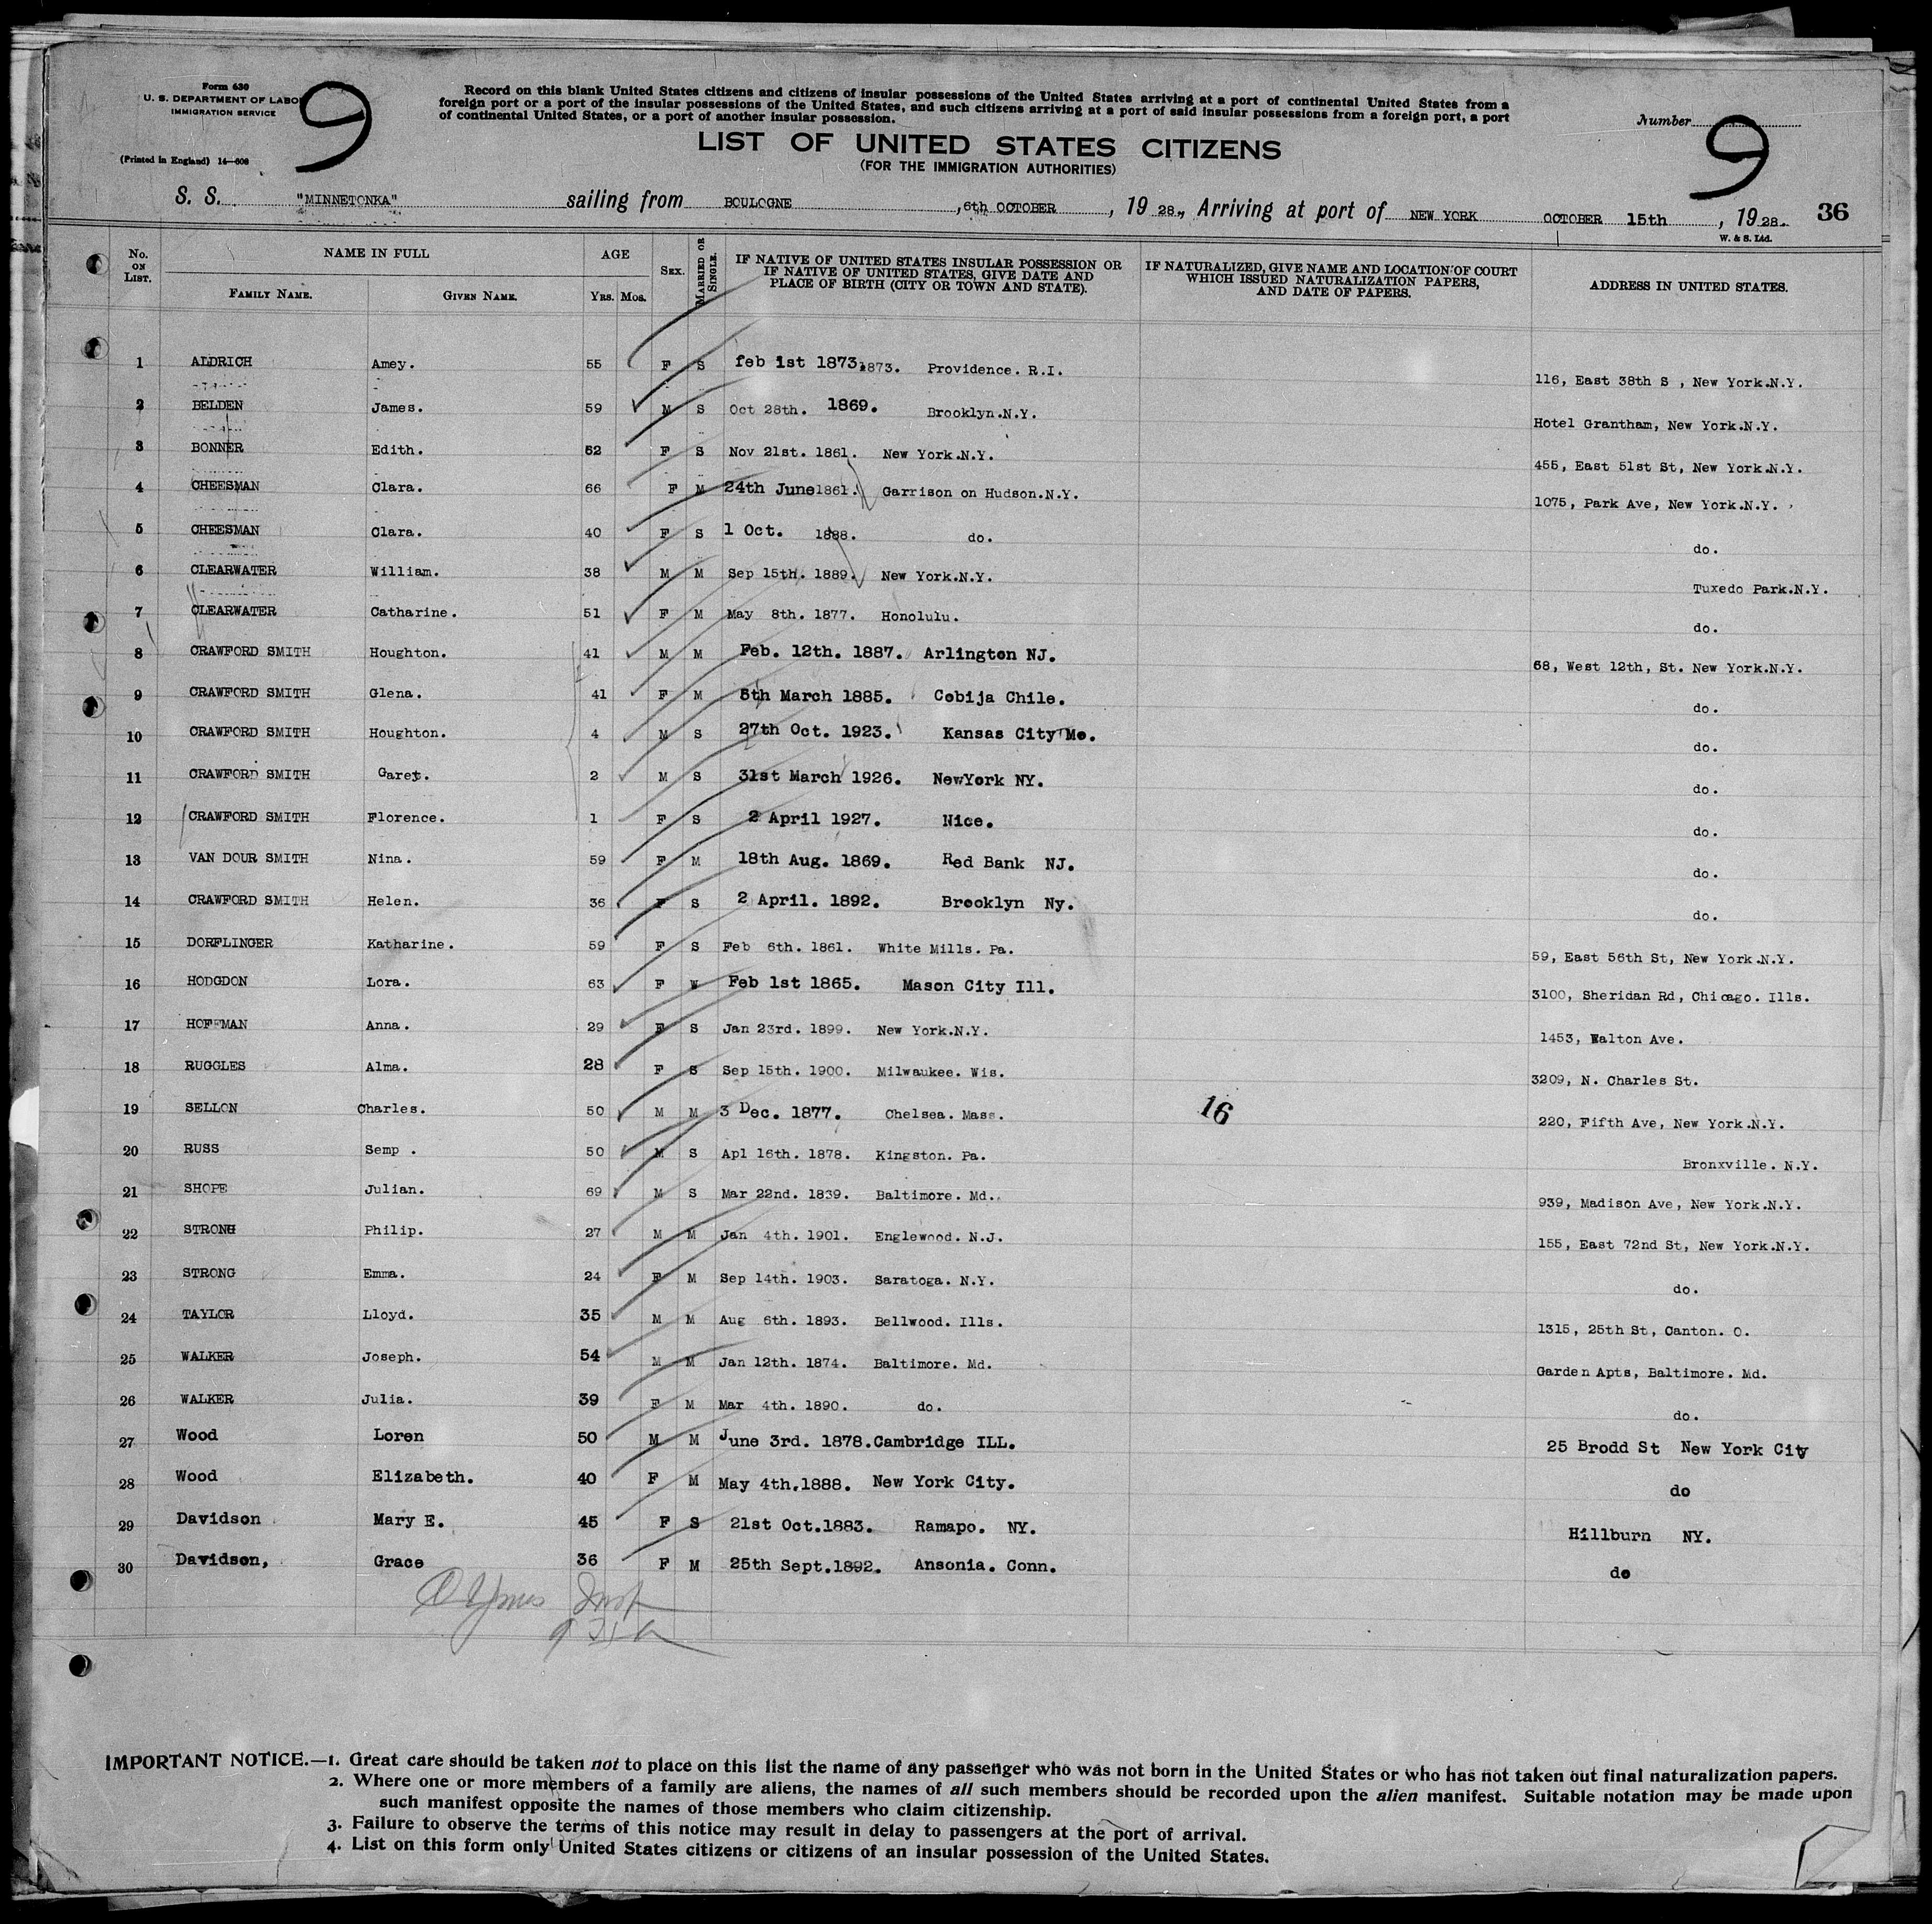 Form 630
U. S. DEPARTMENT OF LABO
IMMIGRATION SERVICE
(Printed in England) 14—608
9
Record on this blank United States citizens and citizens of insular possessions of the United States arriving at a port of continental United States from a
foreign port or a port of the insular possessions of the United States, and such citizens arriving at a port of said insular possessions from a foreign port, a port
of continental United States, or a port of another insular possession.
LIST OF UNITED STATES CITIZENS
(FOR THE IMMIGRATION AUTHORITIES)
Number 9
S. S. "MINNETONKA" sailing from BOULOGNE, 6th OCTOBER, 1928., Arriving at port of NEW YORK OCTOBER 15th, 1928. 36
W. & S. Ltd.
No. ON LIST. NAME IN FULL FAMILY NAME. GIVEN NAME. AGE YRS. MOS. SEX. MARRIED OR SINGLE. IF NATIVE OF UNITED STATES INSULAR POSSESSION OR IF NATIVE OF UNITED STATES, GIVE DATE AND PLACE OF BIRTH (CITY OR TOWN AND STATE). IF NATURALIZED, GIVE NAME AND LOCATION OF COURT WHICH ISSUED NATURALIZATION PAPERS, AND DATE OF PAPERS. ADDRESS IN UNITED STATES.
1 ALDRICH Amey. 55 F S feb 1st 1873 1873. Providence. R.I. 116, East 38th S , New York.N.Y.
2 BELDEN James. 59 M S Oct 28th. 1869. Brooklyn.N.Y. Hotel Grantham, New York.N.Y.
3 BONNER Edith. 52 F S Nov 21st. 1861. New York.N.Y. 455, East 51st St, New York.N.Y.
4 CHEESMAN Clara. 66 F M 24th June 1861. Garrison on Hudson.N.Y. 1075, Park Ave, New York.N.Y.
5 CHEESMAN Clara. 40 F S 1 Oct. 1888. do. do.
6 CLEARWATER William. 38 M M Sep 15th. 1889. New York.N.Y. Tuxedo Park.N.Y.
7 CLEARWATER Catharine. 51 F M May 8th. 1877. Honolulu. do.
8 CRAWFORD SMITH Houghton. 41 M M Feb. 12th. 1887. Arlington NJ. 68, West 12th, St. New York.N.Y.
9 CRAWFORD SMITH Glena. 41 F M 5th March 1885. Cobija Chile. do.
10 CRAWFORD SMITH Houghton. 4 M S 27th Oct. 1923. Kansas City Mo. do.
11 CRAWFORD SMITH Garet. 2 M S 31st March 1926. NewYork NY. do.
12 CRAWFORD SMITH Florence. 1 F S 2 April 1927. Nice. do.
13 VAN DOUR SMITH Nina. 59 F M 18th Aug. 1869. Red Bank NJ. do.
14 CRAWFORD SMITH Helen. 36 F S 2 April. 1892. Brooklyn Ny. do.
15 DORFLINGER Katharine. 59 F S Feb 6th. 1861. White Mills. Pa. 59, East 56th St, New York.N.Y.
16 HODGDON Lora. 63 F W Feb 1st 1865. Mason City Ill. 3100, Sheridan Rd, Chicago. Ills.
17 HOFFMAN Anna. 29 F S Jan 23rd. 1899. New York.N.Y. 1453, Walton Ave.
18 RUGGLES Alma. 28 F S Sep 15th. 1900. Milwaukee. Wis. 3209, N. Charles St.
19 SELLON Charles. 50 M M 3 Dec. 1877. Chelsea. Mass. 16 220, Fifth Ave, New York.N.Y.
20 RUSS Semp . 50 M S Apl 16th. 1878. Kingston. Pa. Bronxville. N.Y.
21 SHOPE Julian. 69 M S Mar 22nd. 1839. Baltimore. Md. 939, Madison Ave, New York.N.Y.
22 STRONG Philip. 27 M M Jan 4th. 1901. Englewood. N.J. 155, East 72nd St, New York.N.Y.
23 STRONG Emma. 24 F M Sep 14th. 1903. Saratoga. N.Y. do.
24 TAYLOR Lloyd. 35 M M Aug 6th. 1893. Bellwood. Ills. 1315, 25th St, Canton. O.
25 WALKER Joseph. 54 M M Jan 12th. 1874. Baltimore. Md. Garden Apts, Baltimore. Md.
26 WALKER Julia. 39 F M Mar 4th. 1890. do. do.
27 Wood Loren 50 M M June 3rd. 1878.Cambridge ILL. 25 Brodd St New York City
28 Wood Elizabeth. 40 F M May 4th.1888. New York City. do
29 Davidson Mary E. 45 F S 21st Oct.1883. Ramapo. NY. Hillburn NY.
30 Davidson, Grace 36 F M 25th Sept.1892. Ansonia. Conn. do
IMPORTANT NOTICE.—1. Great care should be taken not to place on this list the name of any passenger who was not born in the United States or who has not taken out final naturalization papers.
2. Where one or more members of a family are aliens, the names of all such members should be recorded upon the alien manifest. Suitable notation may be made upon
such manifest opposite the names of those members who claim citizenship.
3. Failure to observe the terms of this notice may result in delay to passengers at the port of arrival.
4. List on this form only United States citizens or citizens of an insular possession of the United States.